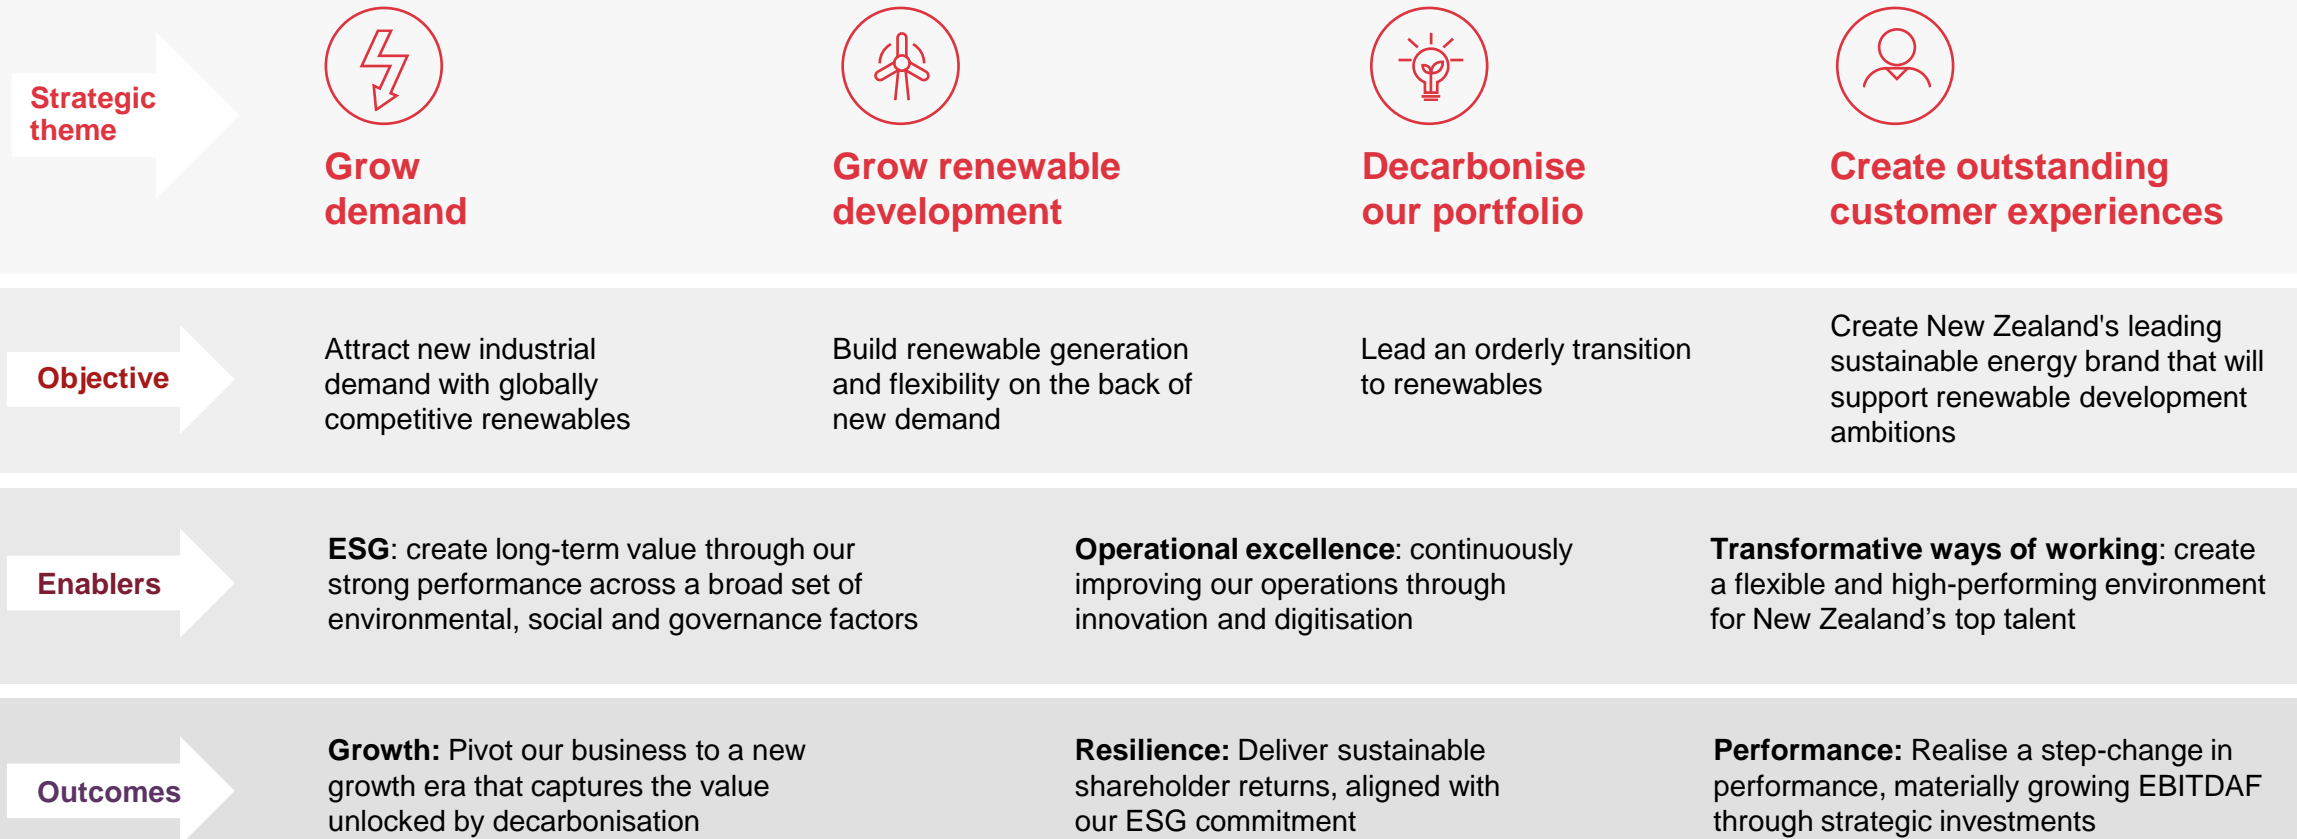 Strategic
theme
Grow
demand
Grow renewable
development
Decarbonise
our portfolio
Create outstanding
customer experiences
Objective
Attract new industrial
demand with globally
competitive renewables
Build renewable generation
and flexibility on the back of
new demand
Lead an orderly transition
to renewables
Create New Zealand's leading
sustainable energy brand that will
support renewable development
ambitions
Enablers
ESG: create long-term value through our
strong performance across a broad set of
environmental, social and governance factors
Operational excellence: continuously
improving our operations through
innovation and digitisation
Transformative ways of working: create
a flexible and high-performing environment
for New Zealand’s top talent
Outcomes
Growth: Pivot our business to a new
growth era that captures the value
unlocked by decarbonisation
Resilience: Deliver sustainable
shareholder returns, aligned with
our ESG commitment
Performance: Realise a step-change in
performance, materially growing EBITDAF
through strategic investments